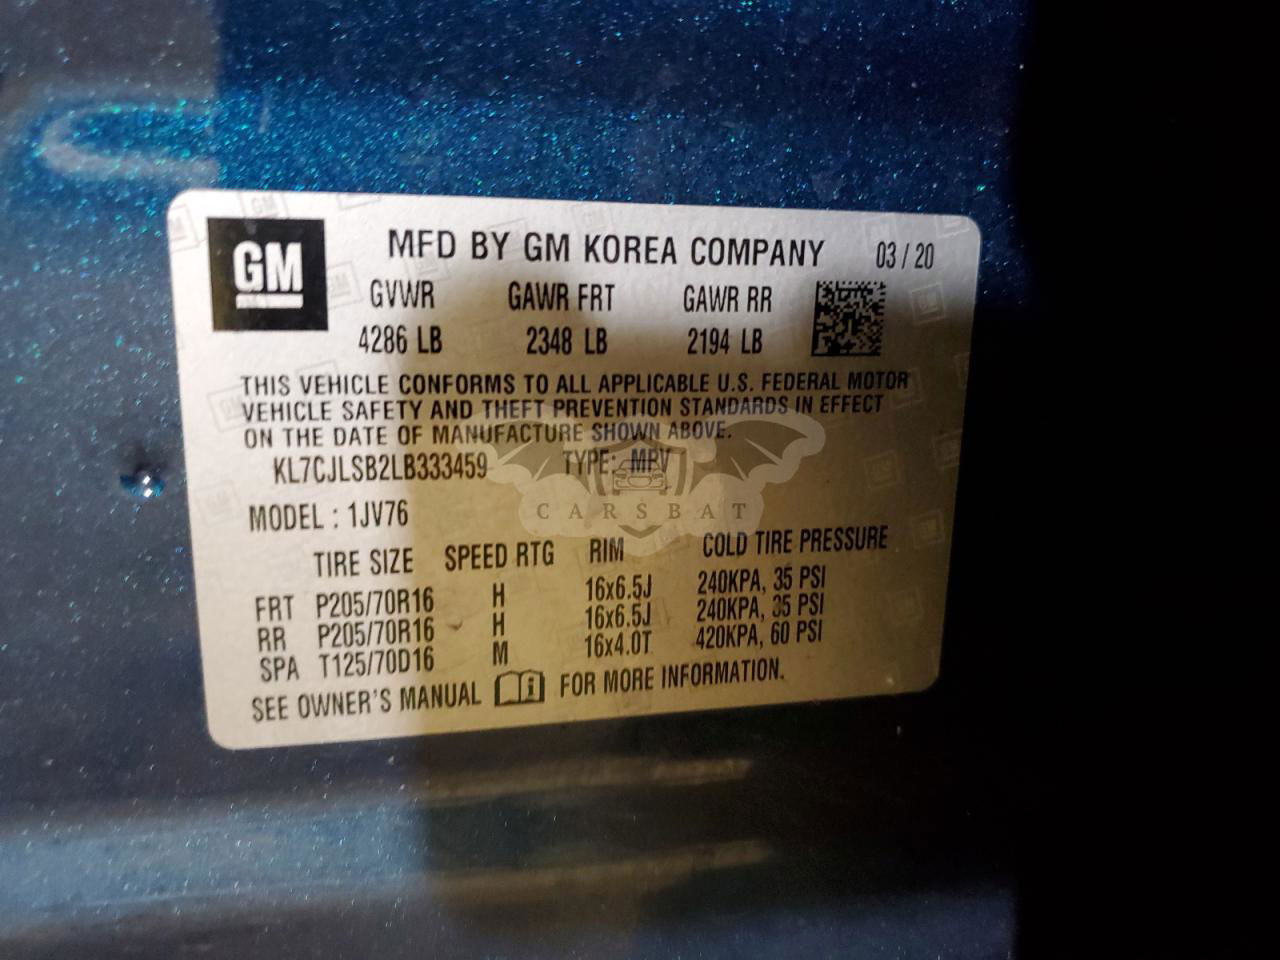 GM
MFD BY GM KOREA COMPANY 03/20
GVWR GAWR FRT GAWR RR
4286 LB 2348 LB 2194 LB
THIS VEHICLE CONFORMS TO ALL APPLICABLE U.S. FEDERAL MOTOR
VEHICLE SAFETY AND THEFT PREVENTION STANDARDS IN EFFECT
ON THE DATE OF MANUFACTURE SHOWN ABOVE.
KL7CJLSB2LB333459 TYPE: MPV
CARSBAT
MODEL : 1JV76
TIRE SIZE SPEED RTG RIM COLD TIRE PRESSURE
FRT P205/70R16 H 16x6.5J 240KPA, 35 PSI
RR P205/70R16 H 16x6.5J 240KPA, 35 PSI
SPA T125/70D16 M 16x4.0T 420KPA, 60 PSI
SEE OWNER'S MANUAL FOR MORE INFORMATION.